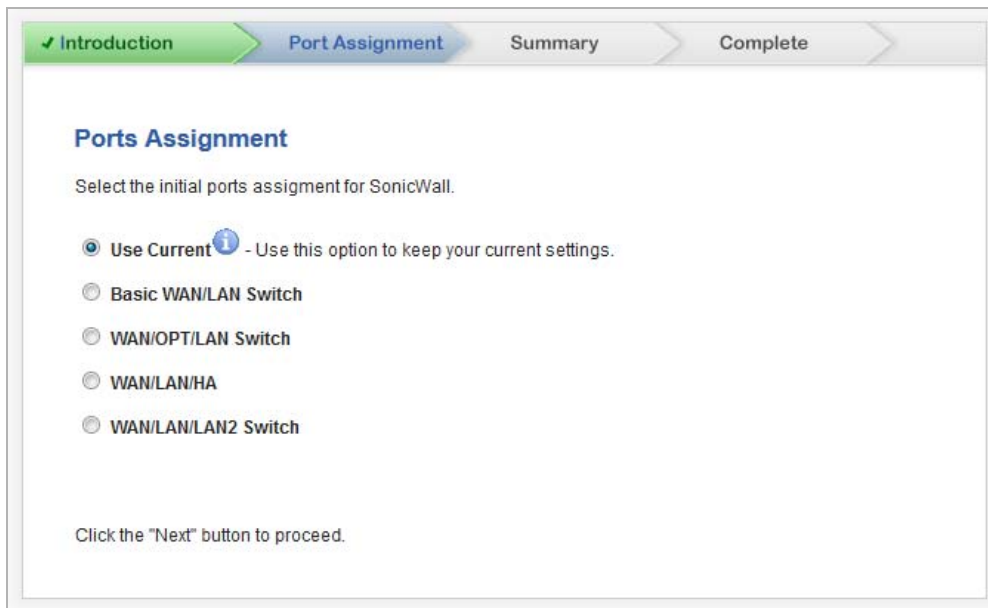 ✓ Introduction Port Assignment Summary Complete
Ports Assignment
Select the initial ports assigment for SonicWall.
Use Current i - Use this option to keep your current settings.
Basic WAN/LAN Switch
WAN/OPT/LAN Switch
WAN/LAN/HA
WAN/LAN/LAN2 Switch
Click the "Next" button to proceed.